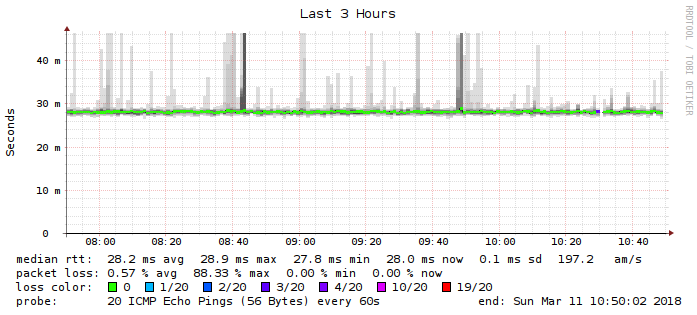 Last 3 Hours
RRDTOOL / TOBI OETIKER
Seconds
40 m
30 m
20 m
10 m
0
08:00 08:20 08:40 09:00 09:20 09:40 10:00 10:20 10:40
median rtt: 28.2 ms avg 28.9 ms max 27.8 ms min 28.0 ms now 0.1 ms sd 197.2 am/s
packet loss: 0.57 % avg 88.33 % max 0.00 % min 0.00 % now
loss color: 0 1/20 2/20 3/20 4/20 10/20 19/20
probe: 20 ICMP Echo Pings (56 Bytes) every 60s end: Sun Mar 11 10:50:02 2018